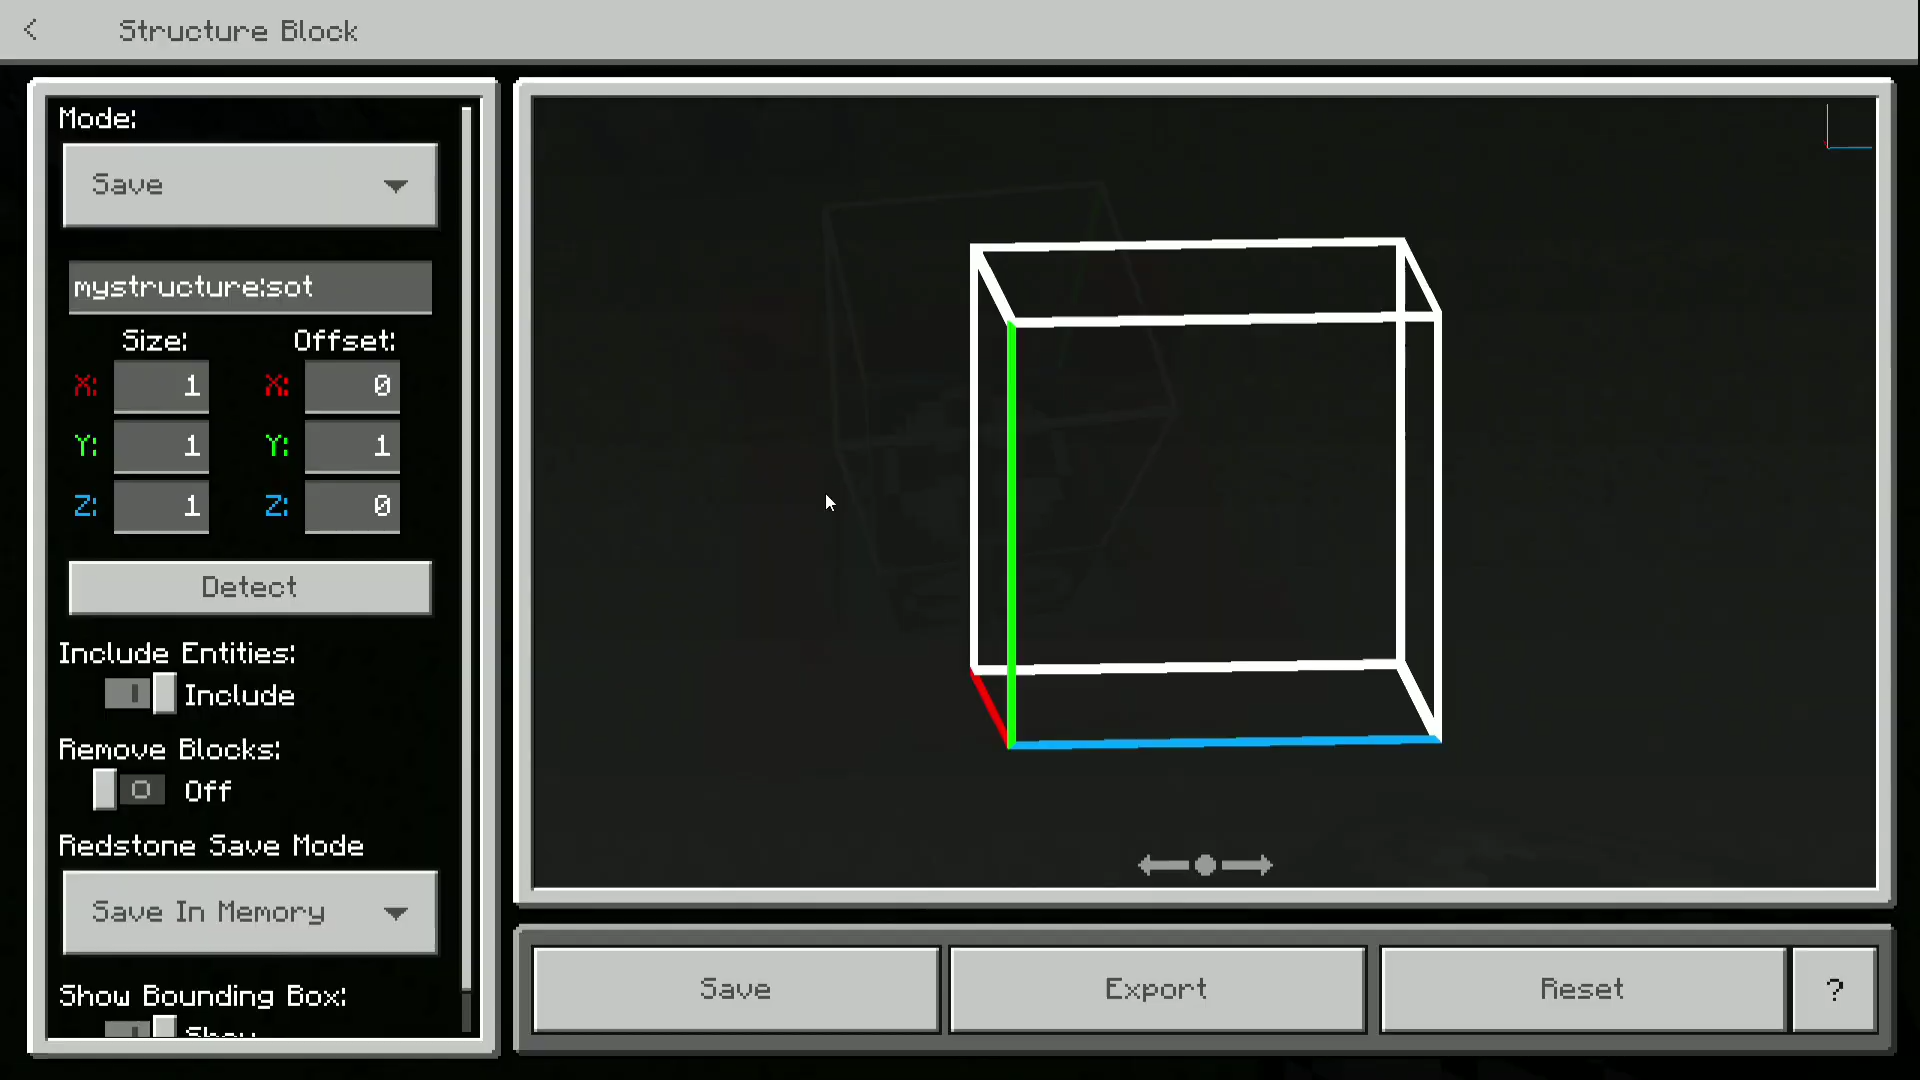 Structure Block
Mode:
Save
mystructure:sot
Size: Offset:
X: 1 X: 0
Y: 1 Y: 1
Z: 1 Z: 0
Detect
Include Entities:
Include
Remove Blocks:
Off
Redstone Save Mode
Save In Memory
Show Bounding Box:
Show
Save Export Reset ?